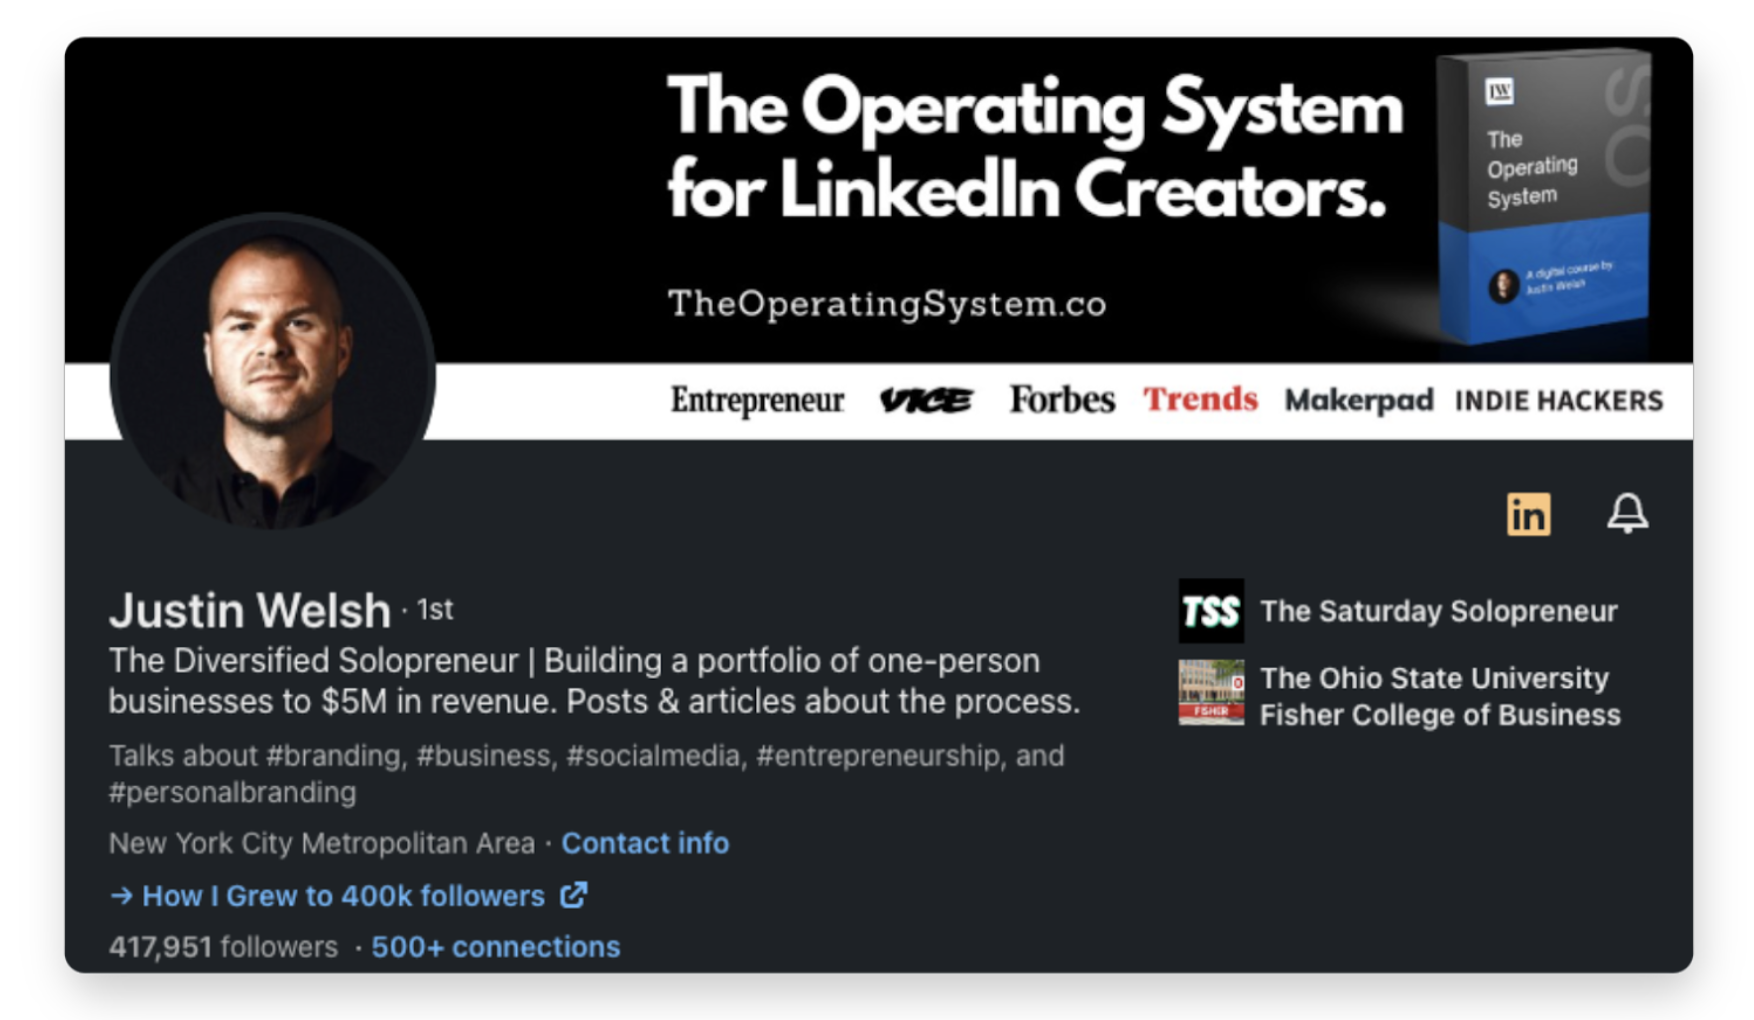 The Operating System
for LinkedIn Creators.
TheOperatingSystem.co
LW
The
Operating
System
OS
A digital course by:
Justin Welsh
Entrepreneur VICE Forbes Trends Makerpad INDIE HACKERS
in
Justin Welsh · 1st
The Diversified Solopreneur | Building a portfolio of one-person
businesses to $5M in revenue. Posts & articles about the process.
Talks about #branding, #business, #socialmedia, #entrepreneurship, and
#personalbranding
New York City Metropolitan Area · Contact info
→ How I Grew to 400k followers
417,951 followers · 500+ connections
TSS The Saturday Solopreneur
FISHER
The Ohio State University
Fisher College of Business